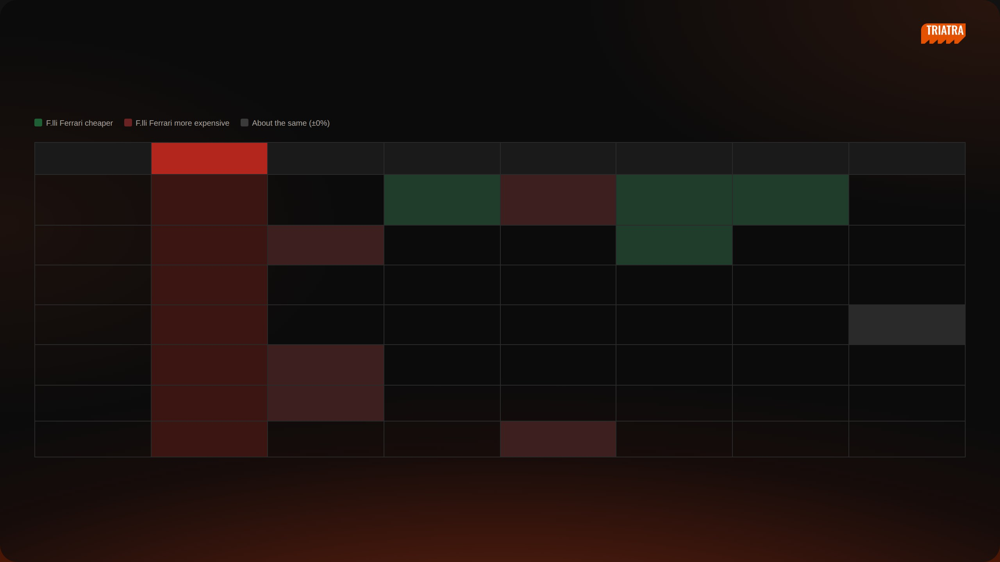 TRIATRA
F.lli Ferrari cheaper
F.lli Ferrari more expensive
About the same (±0%)